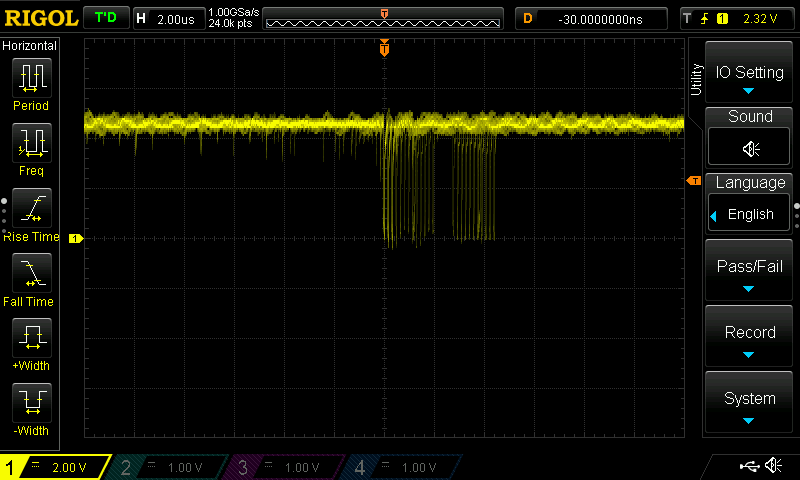 RIGOL T'D H 2.00us 1.00GSa/s 24.0k pts T D -30.0000000ns T 1 2.32 V
Horizontal
Period
Freq
Rise Time
Fall Time
+Width
-Width
T
T
1
Utility
IO Setting
Sound
Language
English
Pass/Fail
Record
System
1 2.00 V 2 1.00 V 3 1.00 V 4 1.00 V